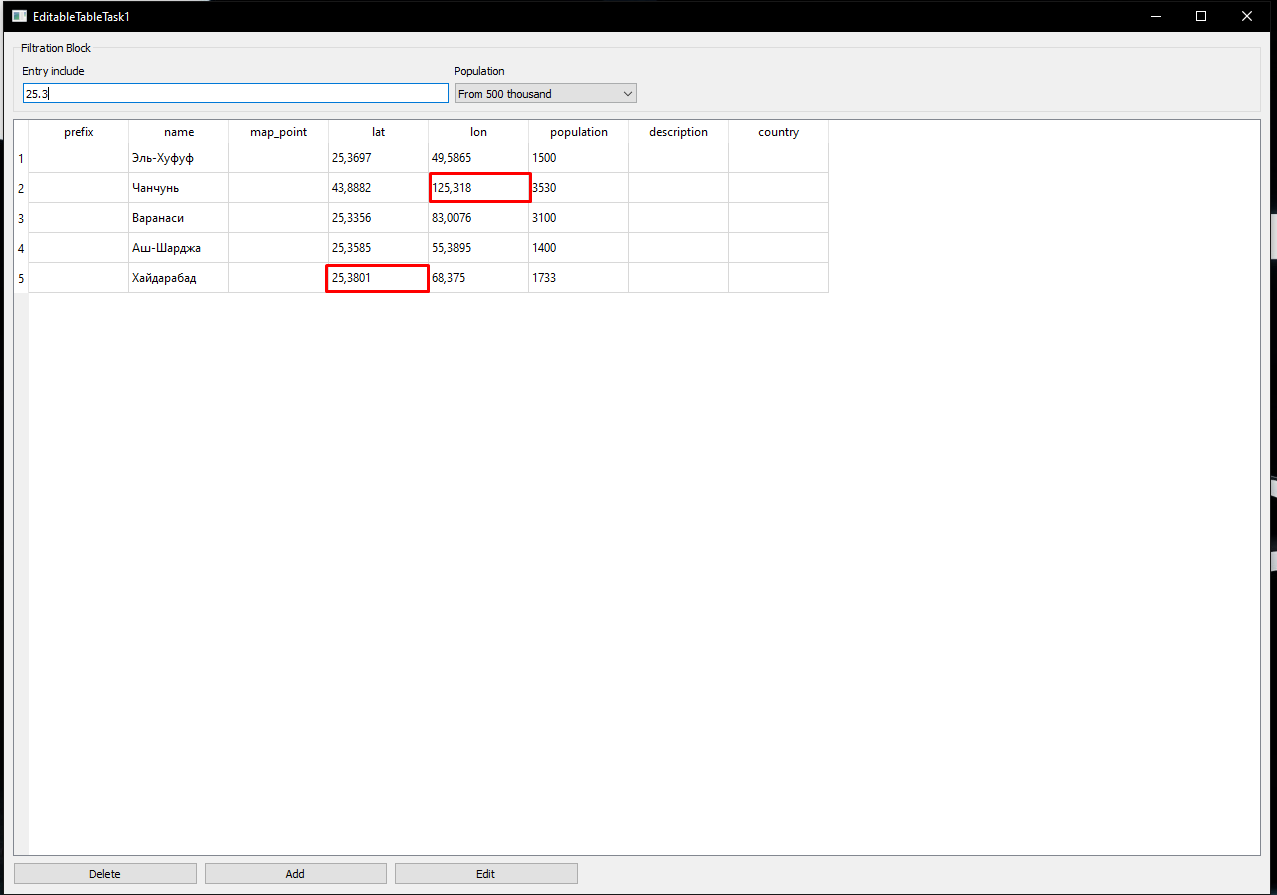 EditableTableTask1
Filtration Block
Entry include Population
25.3 From 500 thousand
prefix name map_point lat lon population description country
1 Эль-Хуфуф 25,3697 49,5865 1500
2 Чанчунь 43,8882 125,318 3530
3 Варанаси 25,3356 83,0076 3100
4 Аш-Шарджа 25,3585 55,3895 1400
5 Хайдарабад 25,3801 68,375 1733
Delete Add Edit